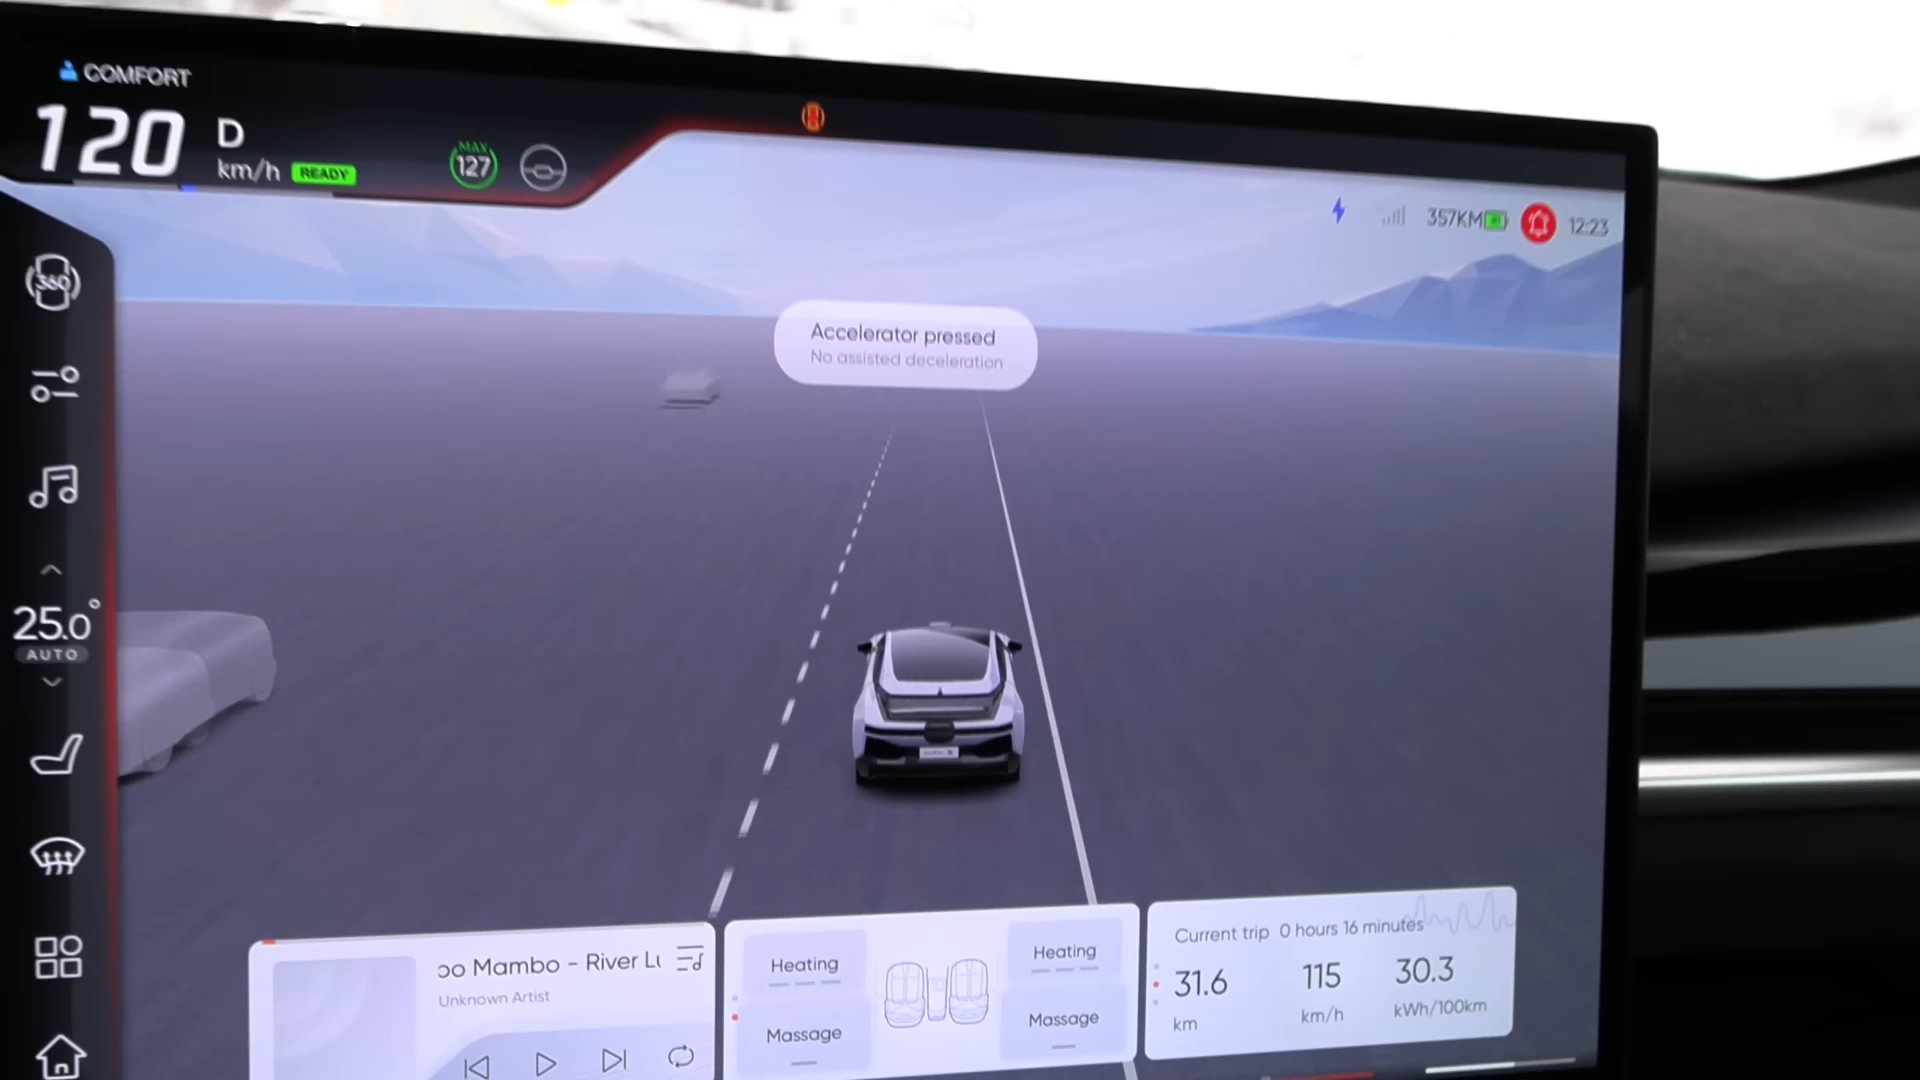 COMFORT
120
D
km/h
READY
MAX
127
357KM
12:23
360
Accelerator pressed
No assisted deceleration
25.0°
AUTO
Mambo - River
Unknown Artist
Heating
Massage
Heating
Massage
Current trip 0 hours 16 minutes
31.6
km
115
km/h
30.3
kWh/100km